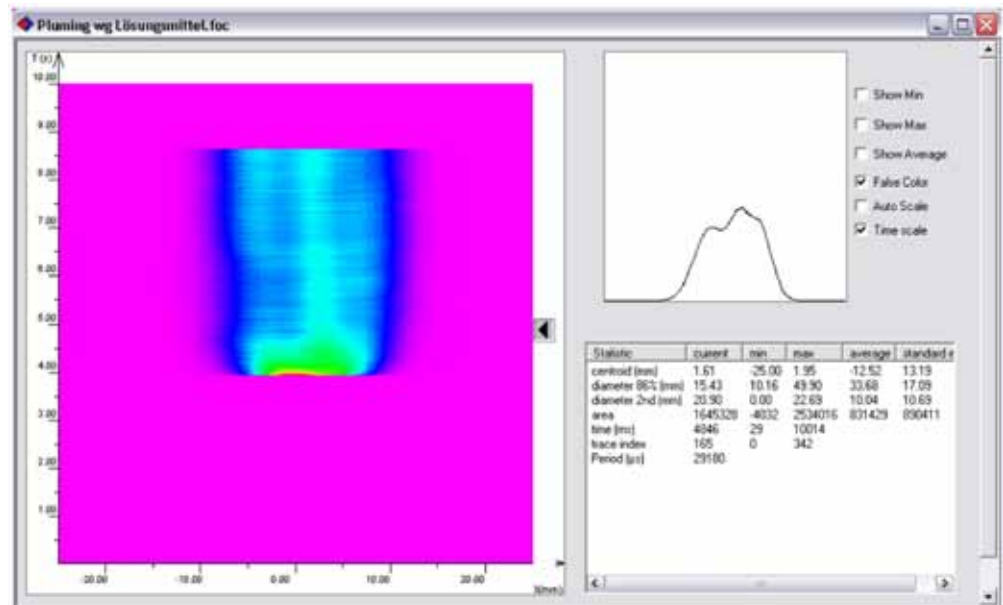 Pluming wg Lösungsmittel.foc
T (s)
10.00
9.00
8.00
7.00
6.00
5.00
4.00
3.00
2.00
1.00
-20.00 -10.00 0.00 10.00 20.00
X(mm)
Show Min
Show Max
Show Average
False Color
Auto Scale
Time scale
Statistic current min max average standard e
centroid (mm) 1.61 -25.00 1.95 -12.52 13.19
diameter 86% (mm) 15.43 10.16 49.90 33.68 17.09
diameter 2nd (mm) 20.90 0.00 22.69 10.04 10.69
area 1645328 -4032 2534016 831429 890411
time (ms) 4846 29 10014
trace index 165 0 342
Period (µs) 29180